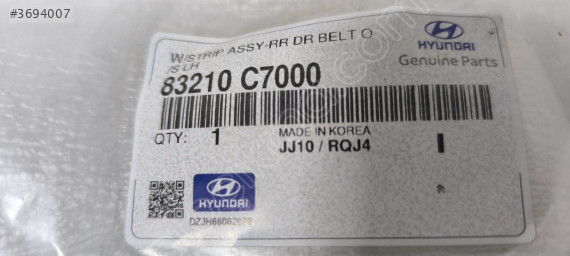 #3694007
W/STRIP ASSY-RR DR BELT O
/S LH
HYUNDAI
Genuine Parts
83210 C7000
QTY: 1
MADE IN KOREA
JJ10 / RQJ4
I
HYUNDAI